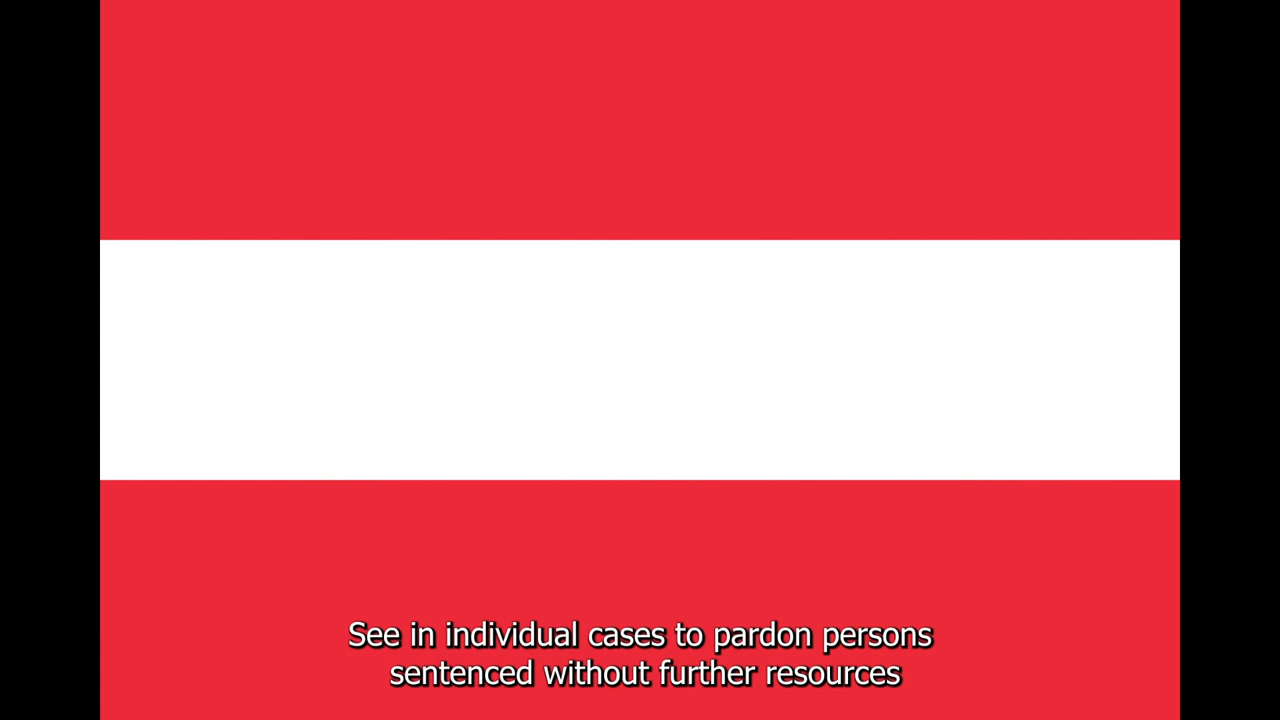 See in individual cases to pardon persons
sentenced without further resources